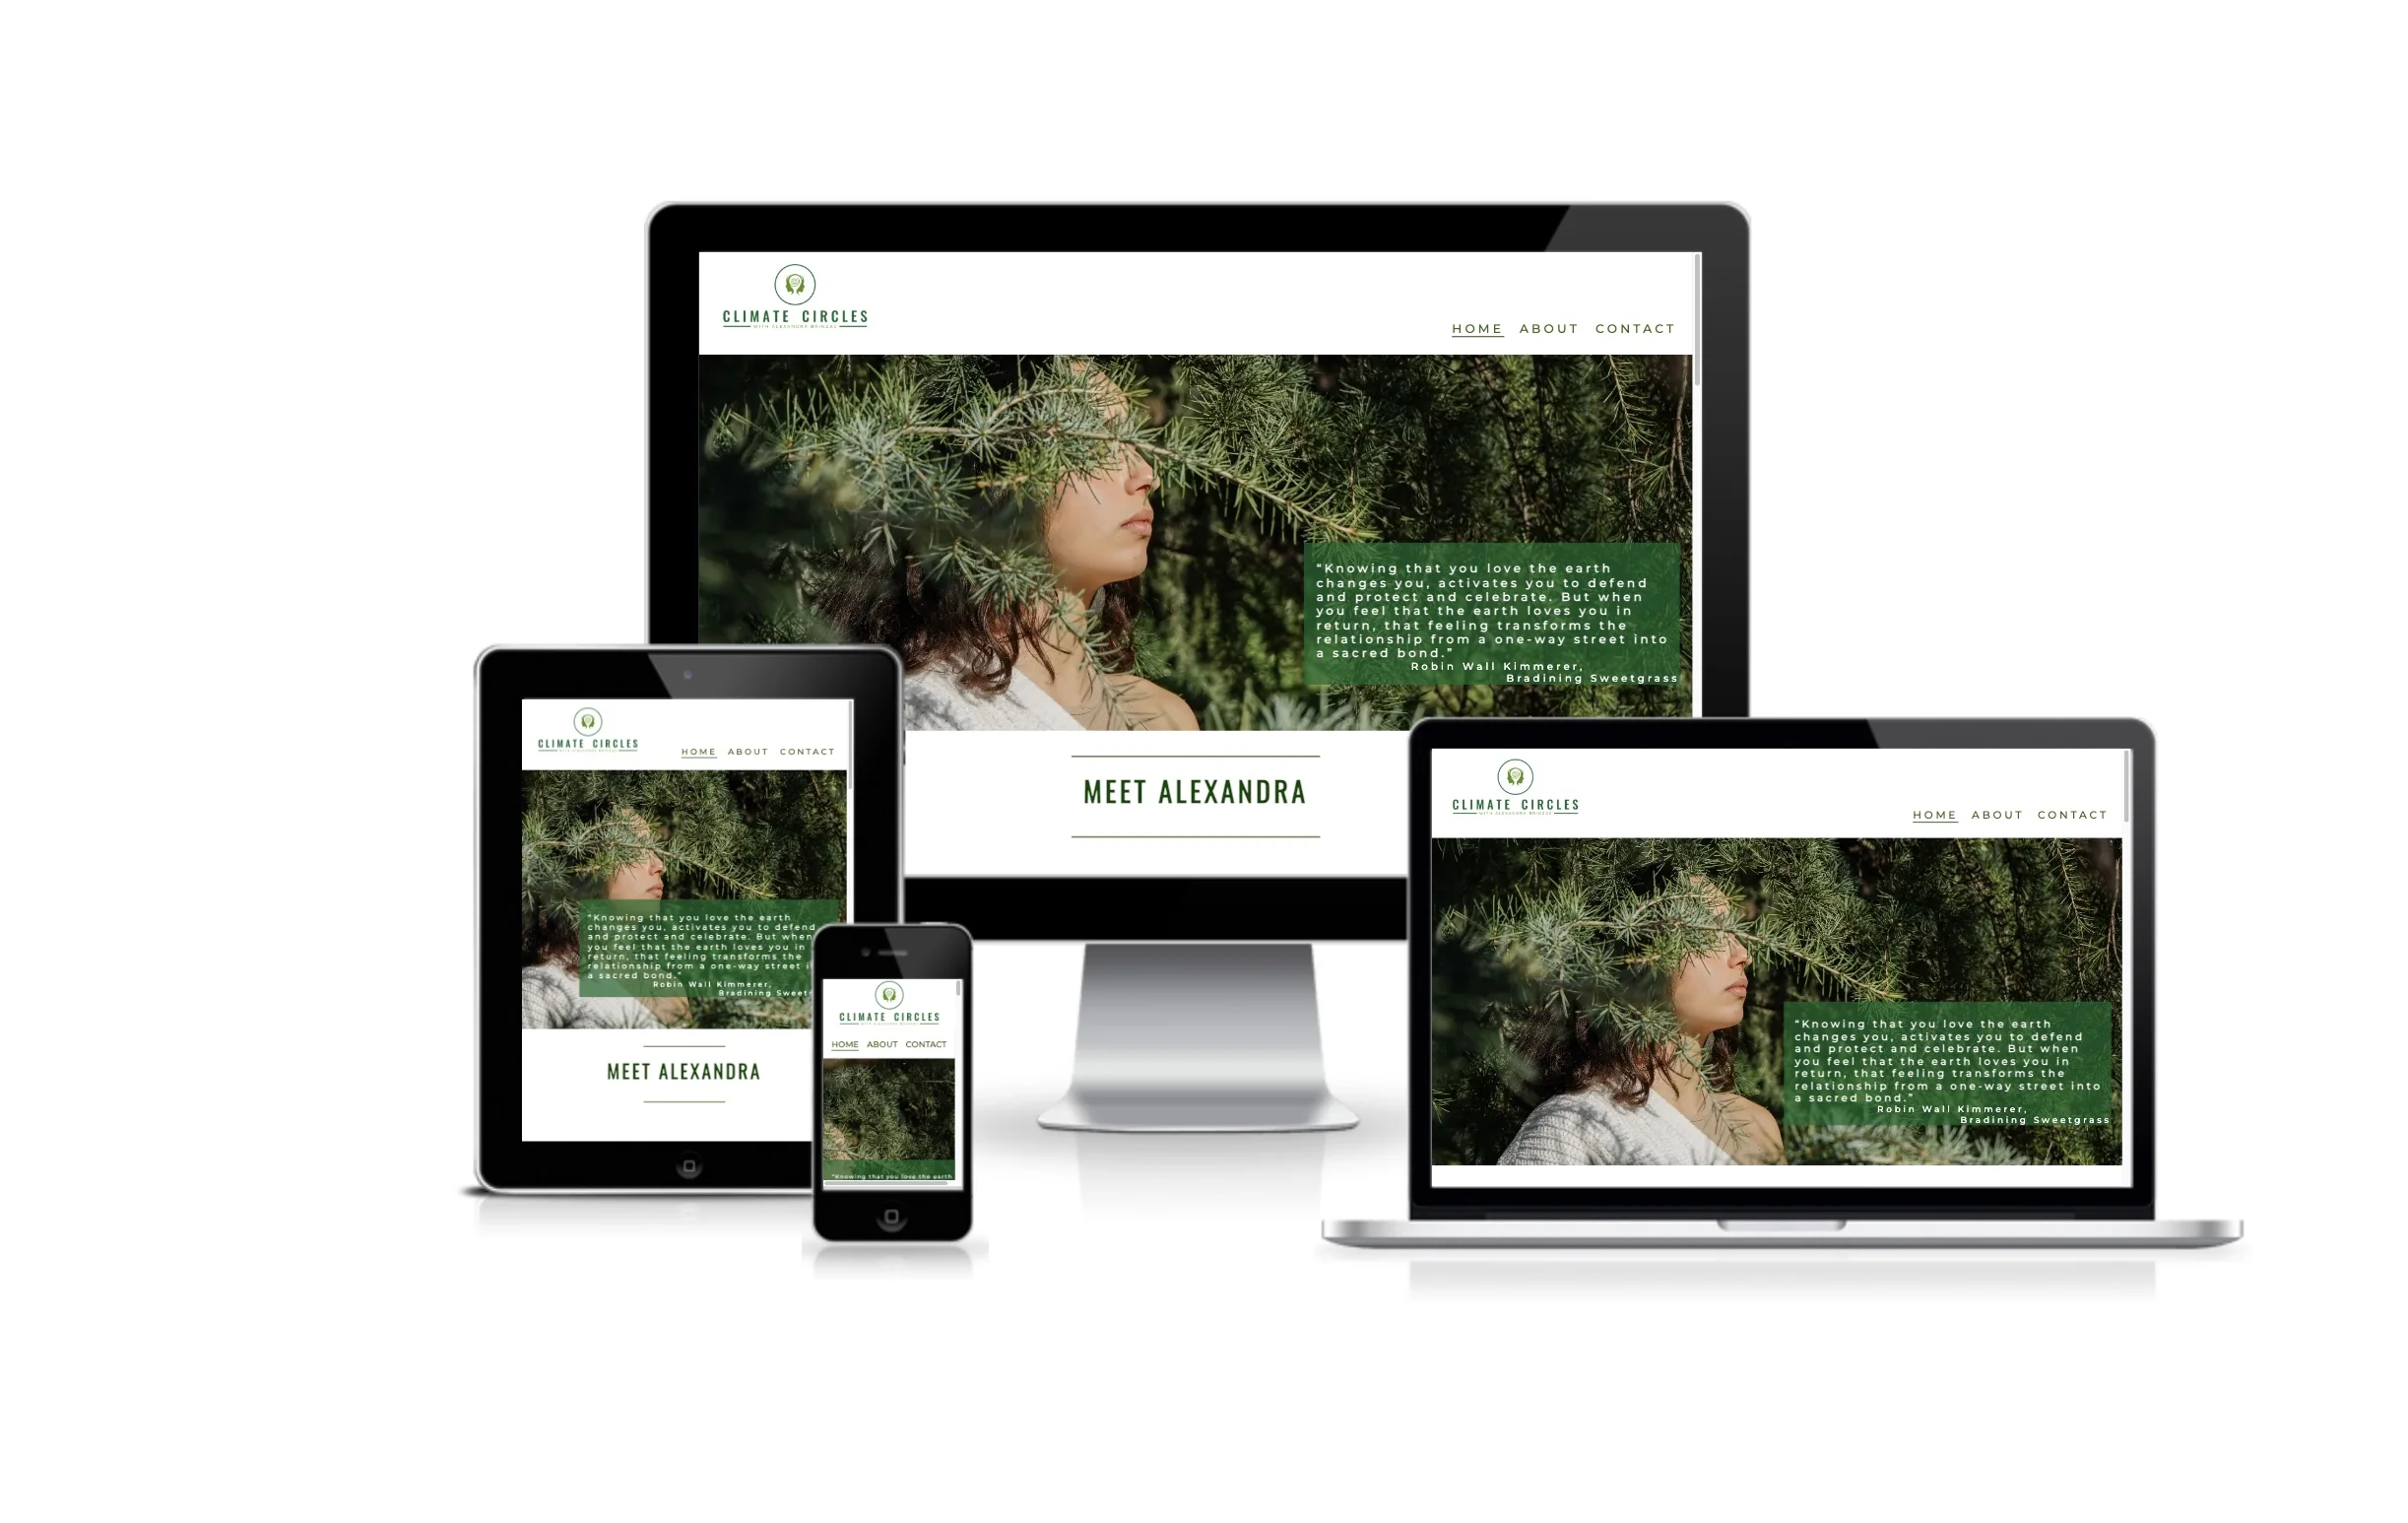 CLIMATE CIRCLES
WITH ALEXANDRA BRINZAC
HOME ABOUT CONTACT
“Knowing that you love the earth
changes you, activates you to defend
and protect and celebrate. But when
you feel that the earth loves you in
return, that feeling transforms the
relationship from a one-way street into
a sacred bond.”
Robin Wall Kimmerer,
Bradining Sweetgrass
MEET ALEXANDRA
CLIMATE CIRCLES
HOME ABOUT CONTACT
“Knowing that you love the earth
changes you, activates you to defend
and protect and celebrate. But when
you feel that the earth loves you in
return, that feeling transforms the
relationship from a one-way street
a sacred bond.”
Robin Wall Kimmerer,
Bradining
MEET ALEXANDRA
CLIMATE CIRCLES
HOME ABOUT CONTACT
“Knowing that you love the earth
CLIMATE CIRCLES
WITH ALEXANDRA BRINZAC
HOME ABOUT CONTACT
“Knowing that you love the earth
changes you, activates you to defend
and protect and celebrate. But when
you feel that the earth loves you in
return, that feeling transforms the
relationship from a one-way street into
a sacred bond.”
Robin Wall Kimmerer,
Bradining Sweetgrass